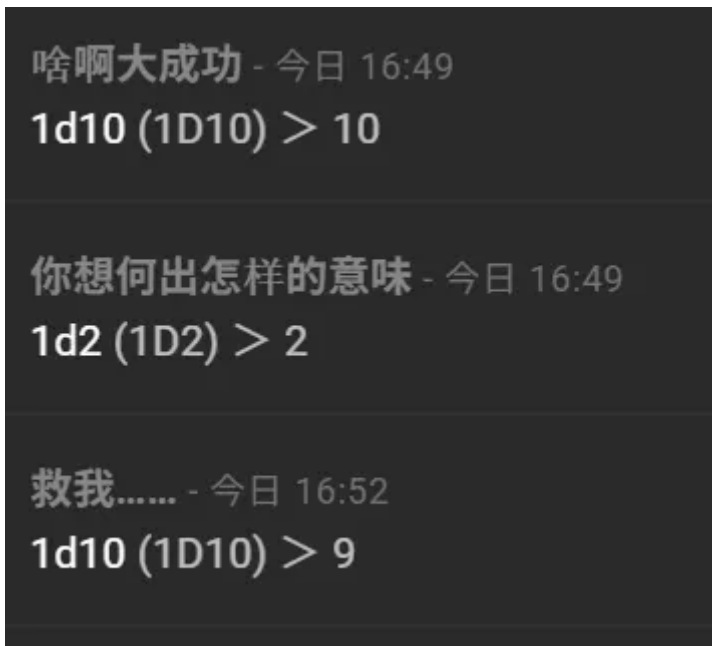 啥啊大成功 - 今日 16:49
1d10 (1D10) ＞ 10
你想何出怎样的意味 - 今日 16:49
1d2 (1D2) ＞ 2
救我…… - 今日 16:52
1d10 (1D10) ＞ 9